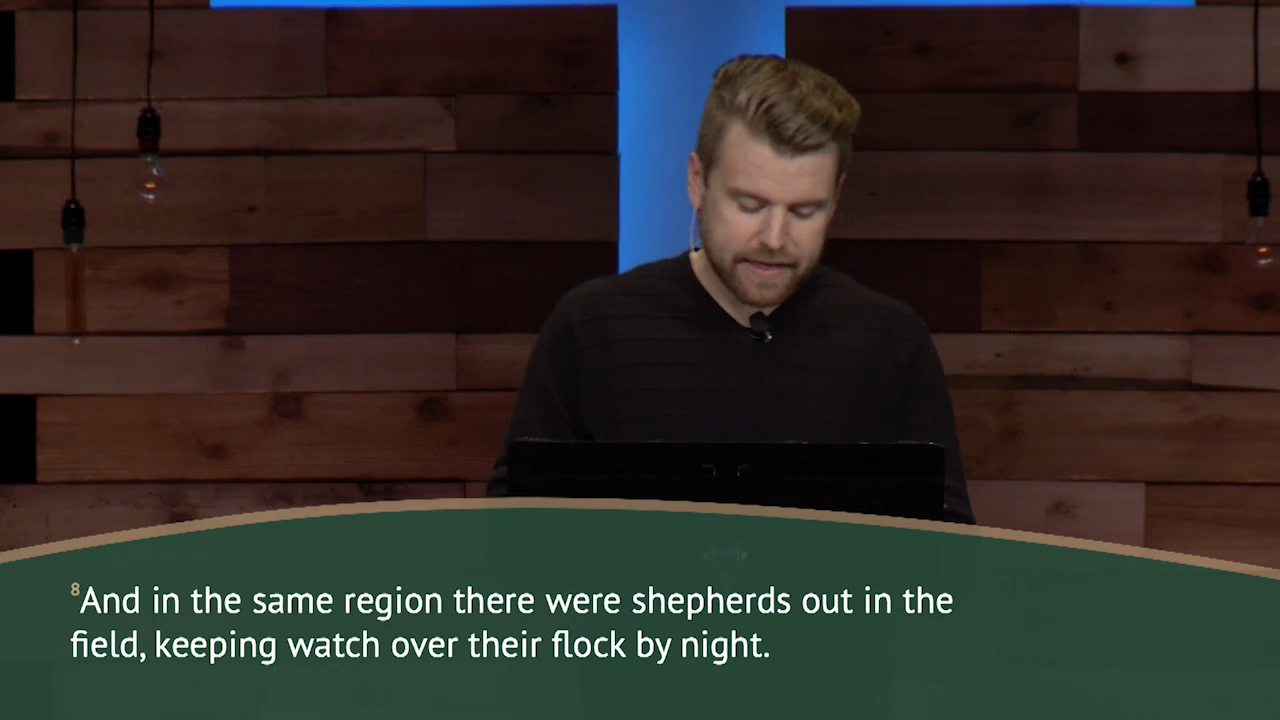 ⁸And in the same region there were shepherds out in the
field, keeping watch over their flock by night.